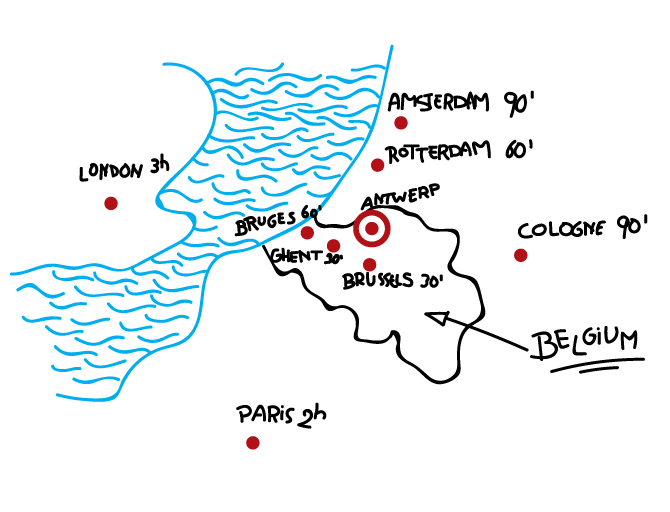 AMSTERDAM 90'
ROTTERDAM 60'
LONDON 3h
ANTWERP
BRUGES 60'
COLOGNE 90'
GHENT 30'
BRUSSELS 30'
BELGIUM
PARiS 2h